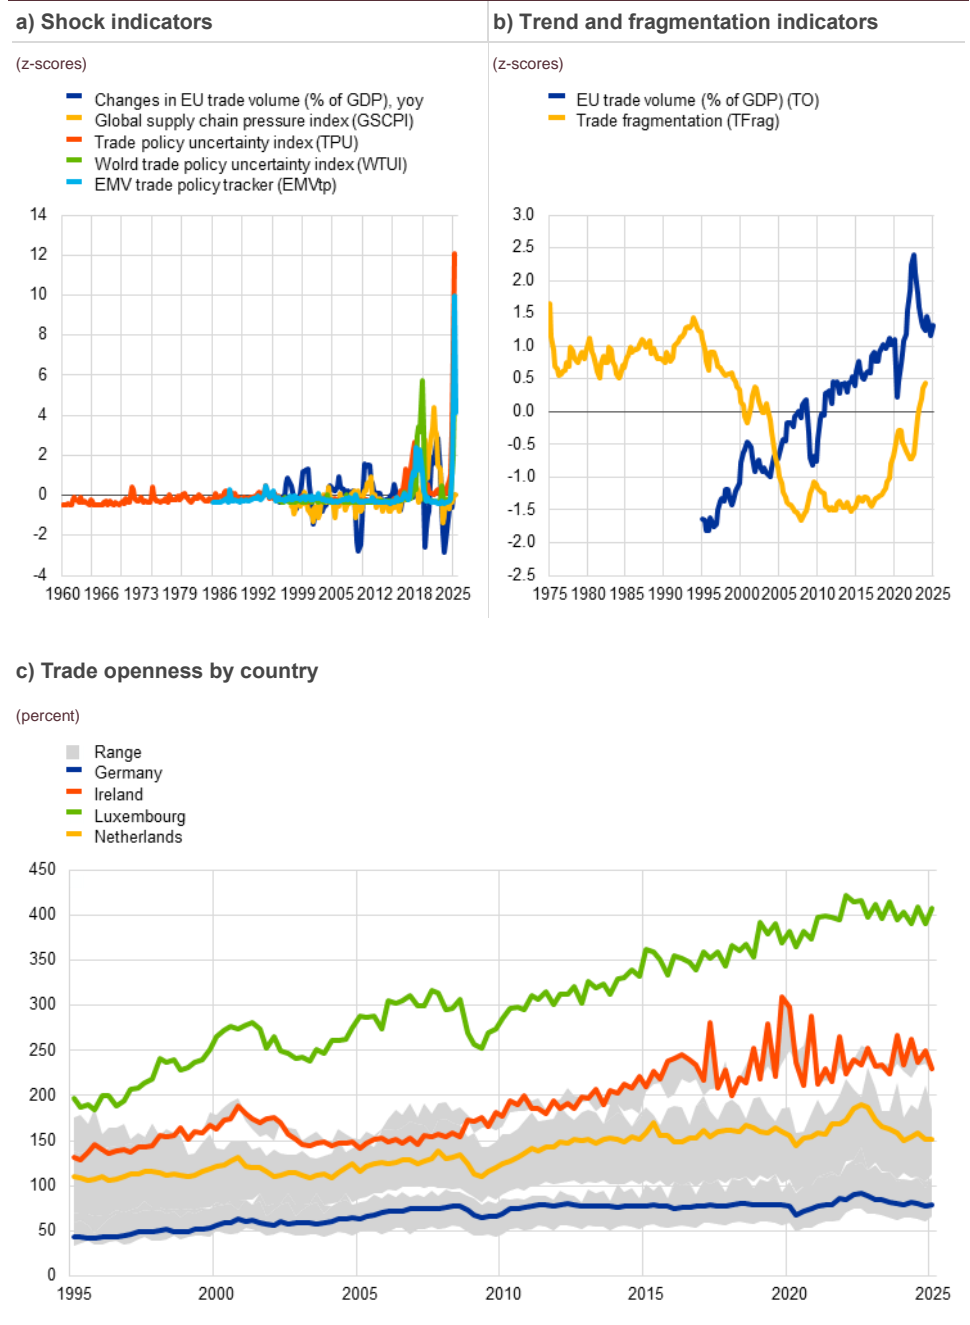 a) Shock indicators
(z-scores)
Changes in EU trade volume (% of GDP), yoy
Global supply chain pressure index (GSCPI)
Trade policy uncertainty index (TPU)
Wolrd trade policy uncertainty index (WTUI)
EMV trade policy tracker (EMVtp)
14
12
10
8
6
4
2
0
-2
-4
1960 1966 1973 1979 1986 1992 1999 2005 2012 2018 2025
b) Trend and fragmentation indicators
(z-scores)
EU trade volume (% of GDP) (TO)
Trade fragmentation (TFrag)
3.0
2.5
2.0
1.5
1.0
0.5
0.0
-0.5
-1.0
-1.5
-2.0
-2.5
1975 1980 1985 1990 1995 2000 2005 2010 2015 2020 2025
c) Trade openness by country
(percent)
Range
Germany
Ireland
Luxembourg
Netherlands
450
400
350
300
250
200
150
100
50
0
1995 2000 2005 2010 2015 2020 2025